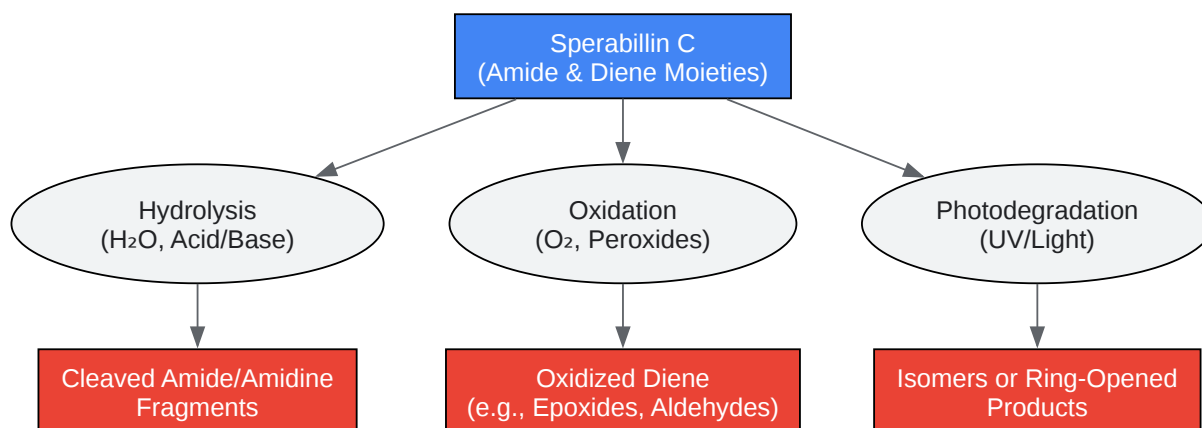 Sperabillin C
(Amide & Diene Moieties)
Hydrolysis
(H₂O, Acid/Base)
Oxidation
(O₂, Peroxides)
Photodegradation
(UV/Light)
Cleaved Amide/Amidine
Fragments
Oxidized Diene
(e.g., Epoxides, Aldehydes)
Isomers or Ring-Opened
Products